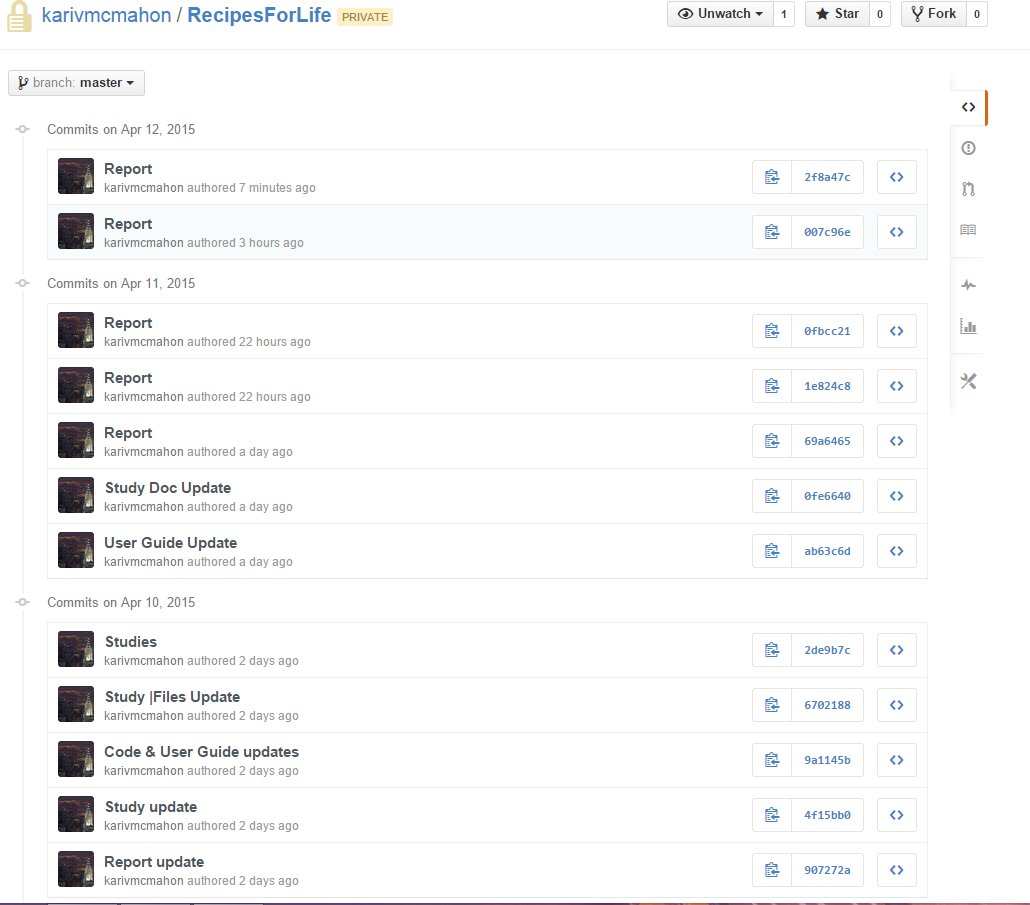 karivmcmahon / RecipesForLife PRIVATE
Unwatch 1 Star 0 Fork 0
branch: master
Commits on Apr 12, 2015
Report
karivmcmahon authored 7 minutes ago
2f8a47c
Report
karivmcmahon authored 3 hours ago
007c96e
Commits on Apr 11, 2015
Report
karivmcmahon authored 22 hours ago
0fbcc21
Report
karivmcmahon authored 22 hours ago
1e824c8
Report
karivmcmahon authored a day ago
69a6465
Study Doc Update
karivmcmahon authored a day ago
0fe6640
User Guide Update
karivmcmahon authored a day ago
ab63c6d
Commits on Apr 10, 2015
Studies
karivmcmahon authored 2 days ago
2de9b7c
Study |Files Update
karivmcmahon authored 2 days ago
6702188
Code & User Guide updates
karivmcmahon authored 2 days ago
9a1145b
Study update
karivmcmahon authored 2 days ago
4f15bb0
Report update
karivmcmahon authored 2 days ago
907272a